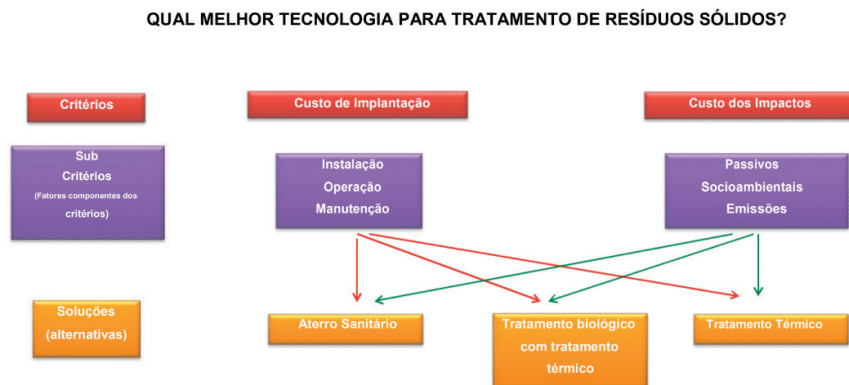 QUAL MELHOR TECNOLOGIA PARA TRATAMENTO DE RESÍDUOS SÓLIDOS?
Critérios
Custo de Implantação
Custo dos Impactos
Sub
Critérios
(Fatores componentes dos
critérios)
Instalação
Operação
Manutenção
Passivos
Socioambientais
Emissões
Soluções
(alternativas)
Aterro Sanitário
Tratamento biológico
com tratamento
térmico
Tratamento Térmico